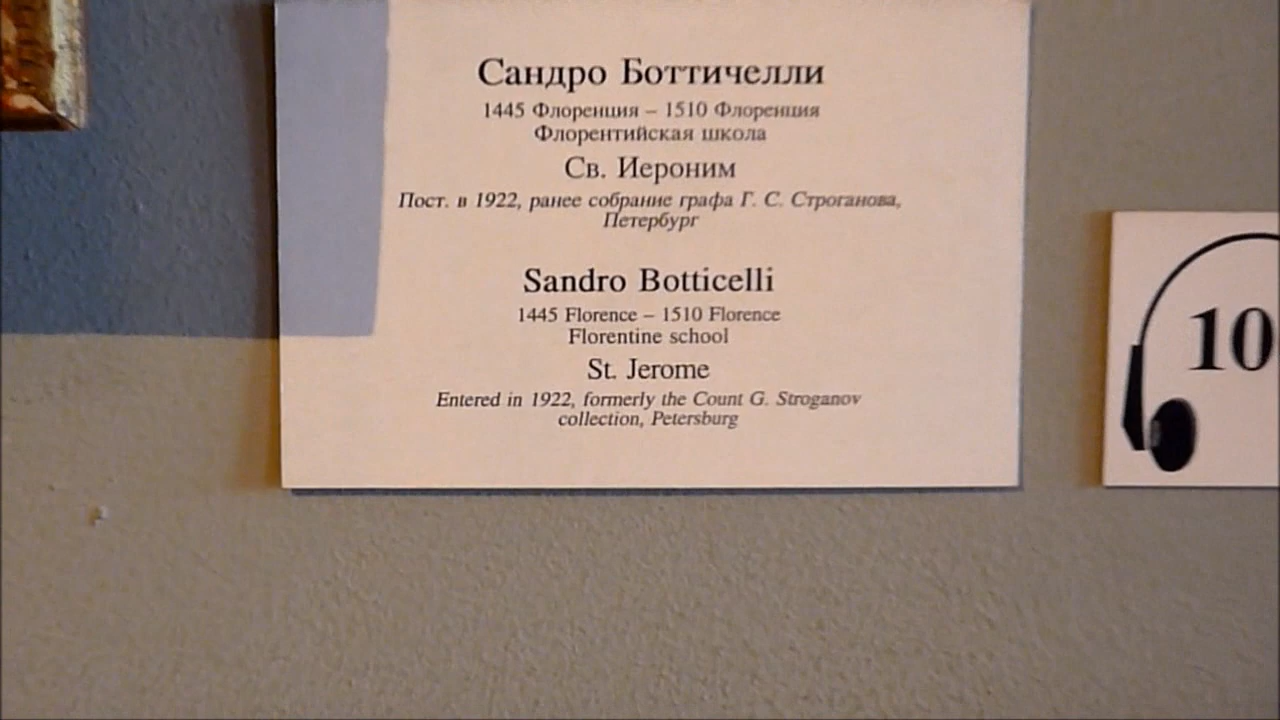 Сандро Боттичелли
1445 Флоренция – 1510 Флоренция
Флорентийская школа
Св. Иероним
Пост. в 1922, ранее собрание графа Г. С. Строганова,
Петербург
Sandro Botticelli
1445 Florence – 1510 Florence
Florentine school
St. Jerome
Entered in 1922, formerly the Count G. Stroganov
collection, Petersburg
10